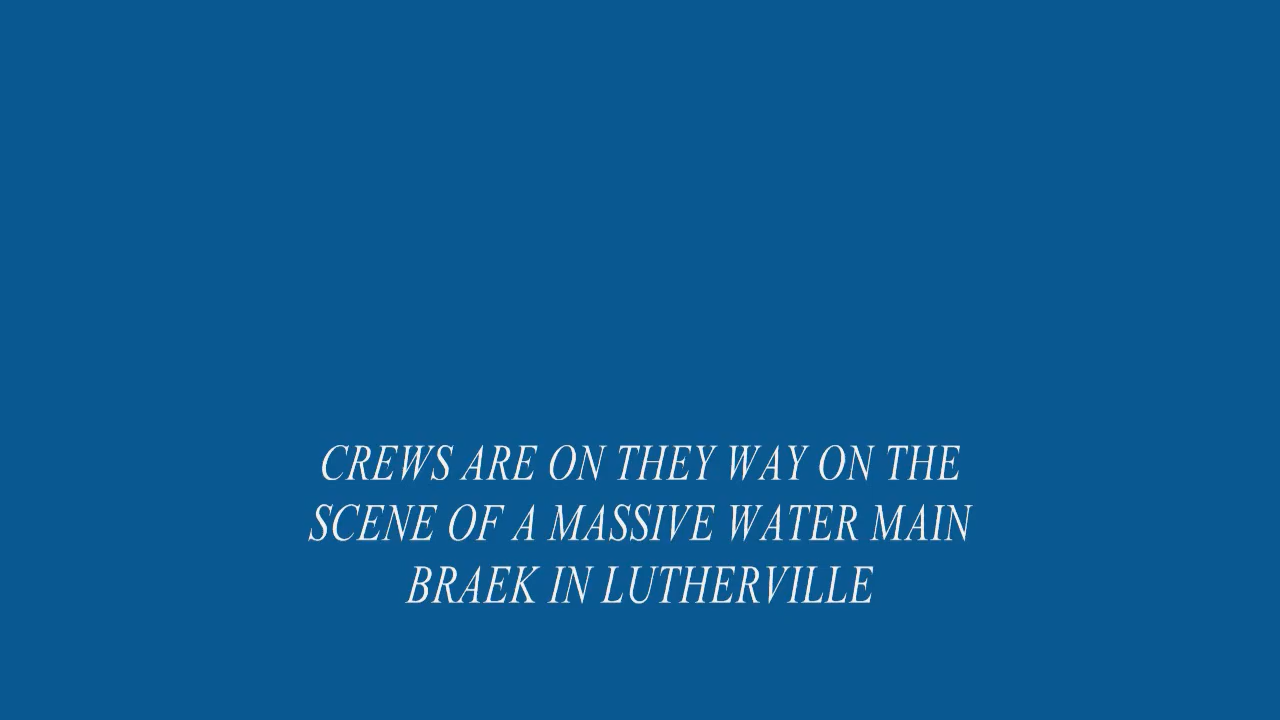 CREWS ARE ON THEY WAY ON THE
SCENE OF A MASSIVE WATER MAIN
BRAEK IN LUTHERVILLE